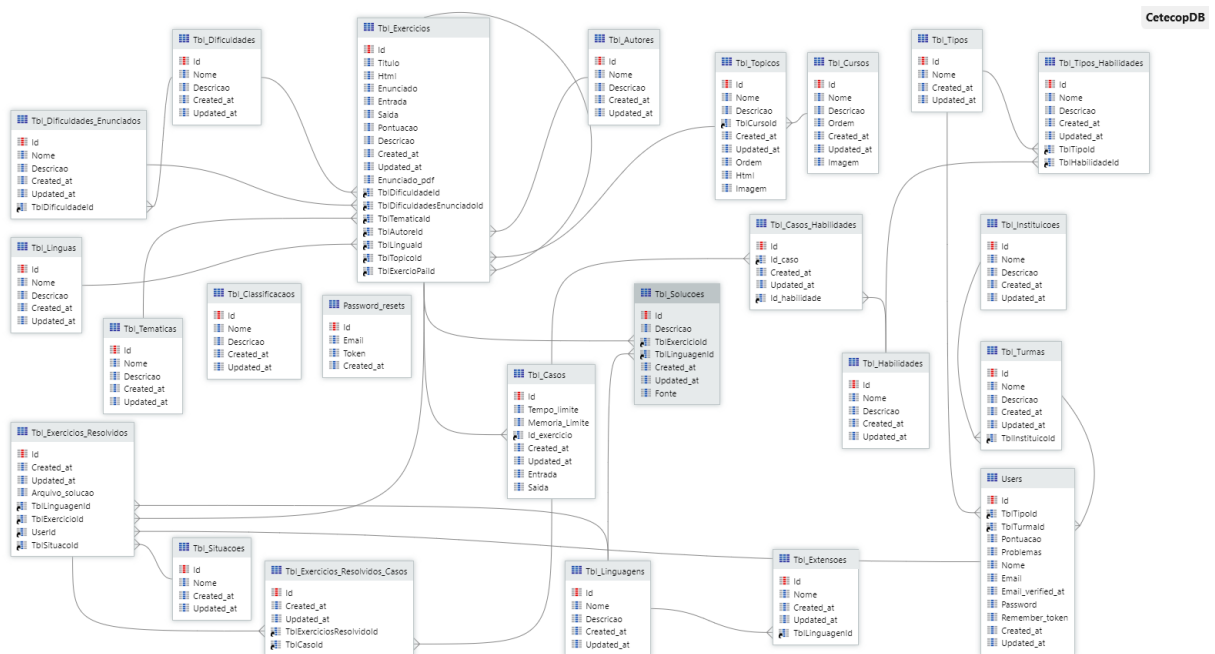 CetecopDB
Tbl_Exercicios
Id
Titulo
Html
Enunciado
Entrada
Saida
Pontuacao
Descricao
Created_at
Updated_at
Enunciado_pdf
TblDificuldadeId
TblDificuldadesEnunciadoId
TblTematicaId
TblAutoreId
TblLinguaId
TblTopicoId
TblExercioPaiId
Tbl_Dificuldades
Id
Nome
Descricao
Created_at
Updated_at
Tbl_Autores
Id
Nome
Descricao
Created_at
Updated_at
Tbl_Topicos
Id
Nome
Descricao
TblCursoId
Created_at
Updated_at
Ordem
Html
Imagem
Tbl_Cursos
Id
Nome
Descricao
Ordem
Created_at
Updated_at
Imagem
Tbl_Tipos
Id
Nome
Created_at
Updated_at
Tbl_Tipos_Habilidades
Id
Nome
Descricao
Created_at
Updated_at
TblTipoId
TblHabilidadeId
Tbl_Dificuldades_Enunciados
Id
Nome
Descricao
Created_at
Updated_at
TblDificuldadeId
Tbl_Linguas
Id
Nome
Descricao
Created_at
Updated_at
Tbl_Tematicas
Id
Nome
Descricao
Created_at
Updated_at
Tbl_Classificacaos
Id
Nome
Descricao
Created_at
Updated_at
Password_resets
Id
Email
Token
Created_at
Tbl_Solucoes
Id
Descricao
TblExercicioId
TblLinguagenId
Created_at
Updated_at
Fonte
Tbl_Casos_Habilidades
Id
Id_caso
Created_at
Updated_at
Id_habilidade
Tbl_Instituicoes
Id
Nome
Descricao
Created_at
Updated_at
Tbl_Casos
Id
Tempo_limite
Memoria_Limite
Id_exercicio
Created_at
Updated_at
Entrada
Saida
Tbl_Habilidades
Id
Nome
Descricao
Created_at
Updated_at
Tbl_Turmas
Id
Nome
Descricao
Created_at
Updated_at
TblInstituicoId
Tbl_Exercicios_Resolvidos
Id
Created_at
Updated_at
Arquivo_solucao
TblLinguagenId
TblExercicioId
UserId
TblSituacoId
Tbl_Situacoes
Id
Nome
Created_at
Updated_at
Tbl_Exercicios_Resolvidos_Casos
Id
Created_at
Updated_at
TblExerciciosResolvidoId
TblCasoId
Tbl_Linguagens
Id
Nome
Descricao
Created_at
Updated_at
Tbl_Extensoes
Id
Nome
Created_at
Updated_at
TblLinguagenId
Users
Id
TblTipoId
TblTurmaId
Pontuacao
Problemas
Nome
Email
Email_verified_at
Password
Remember_token
Created_at
Updated_at